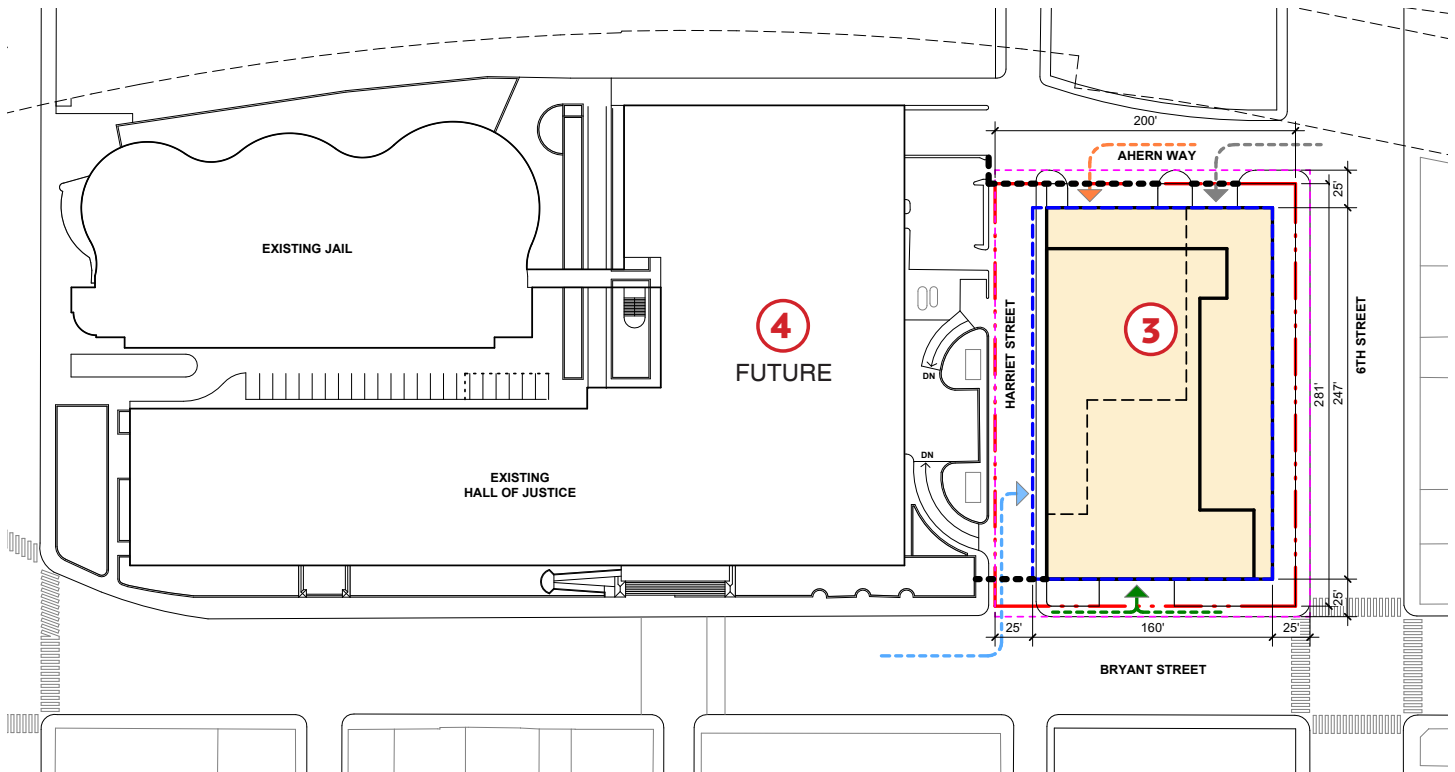 200'
AHERN WAY
25'
EXISTING JAIL
HARRIET STREET
4
FUTURE
3
6TH STREET
281'
247'
DN
DN
EXISTING
HALL OF JUSTICE
25'
25'
160'
25'
BRYANT STREET